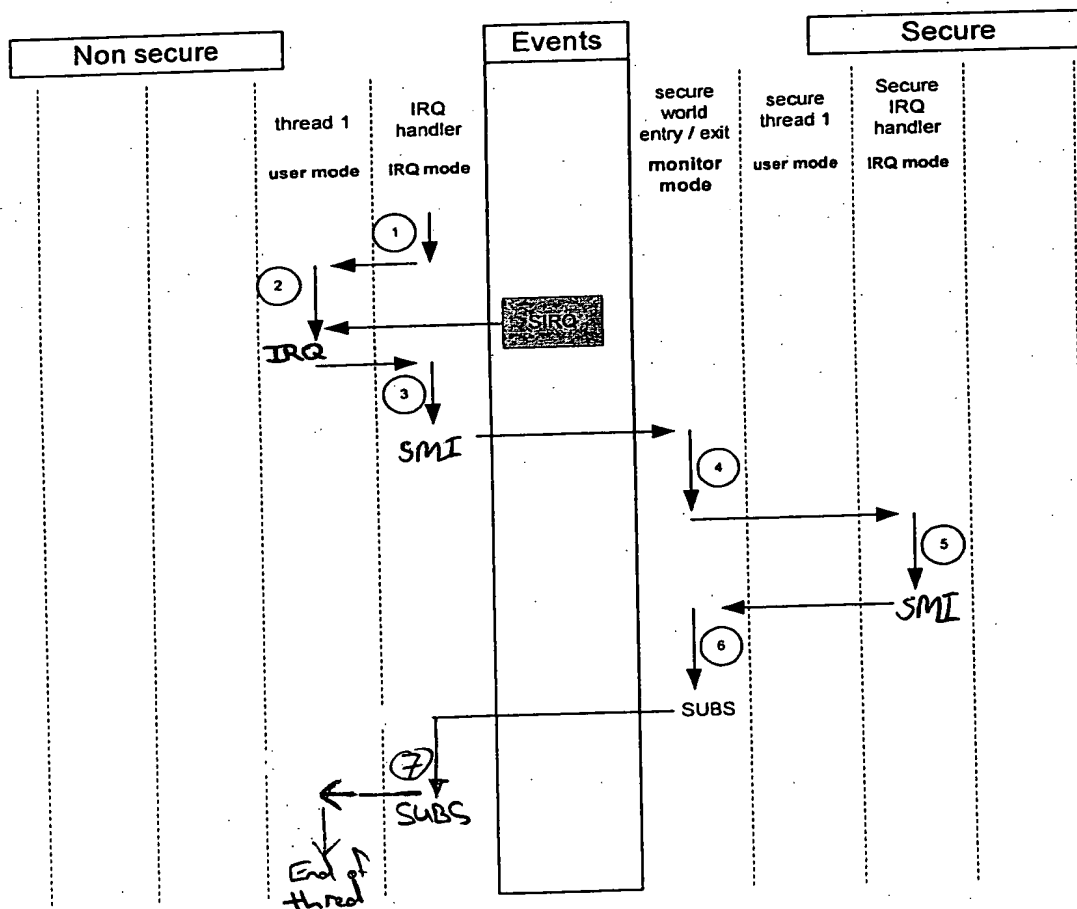 Non secure
Events
Secure
thread 1
user mode
IRQ
handler
IRQ mode
secure
world
entry / exit
monitor
mode
secure
thread 1
user mode
Secure
IRQ
handler
IRQ mode
1
2
SIRQ
IRQ
3
SMI
4
5
SMI
6
SUBS
7
SUBS
End of
thred